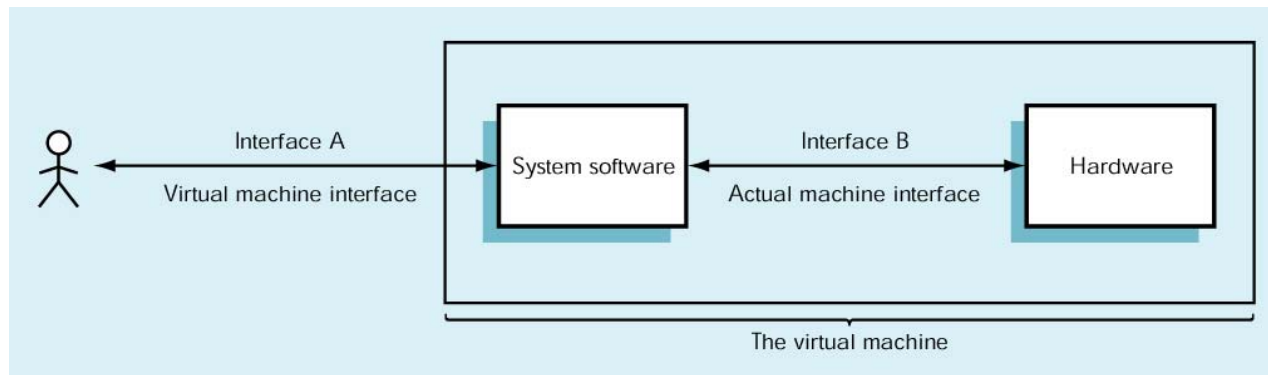 Interface A
Virtual machine interface
System software
Interface B
Actual machine interface
Hardware
The virtual machine